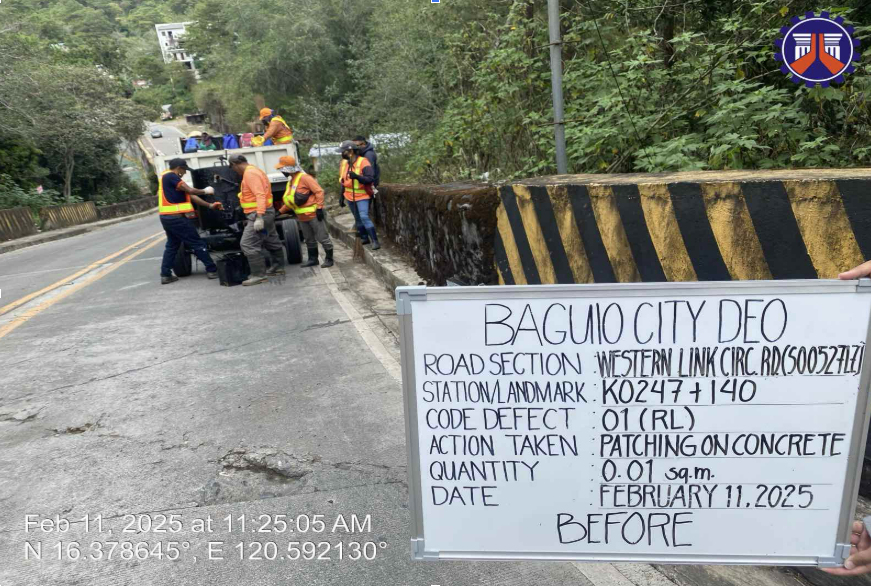 BAGUIO CITY DEO
ROAD SECTION : WESTERN LINK CIRC. RD.(S00527LZ)
STATION/LANDMARK : K0247 + 140
CODE DEFECT : 01 (RL)
ACTION TAKEN : PATCHING ON CONCRETE
QUANTITY : 0.01 sq.m.
DATE : FEBRUARY 11, 2025
BEFORE
Feb 11, 2025 at 11:25:05 AM
N 16.378645°, E 120.592130°